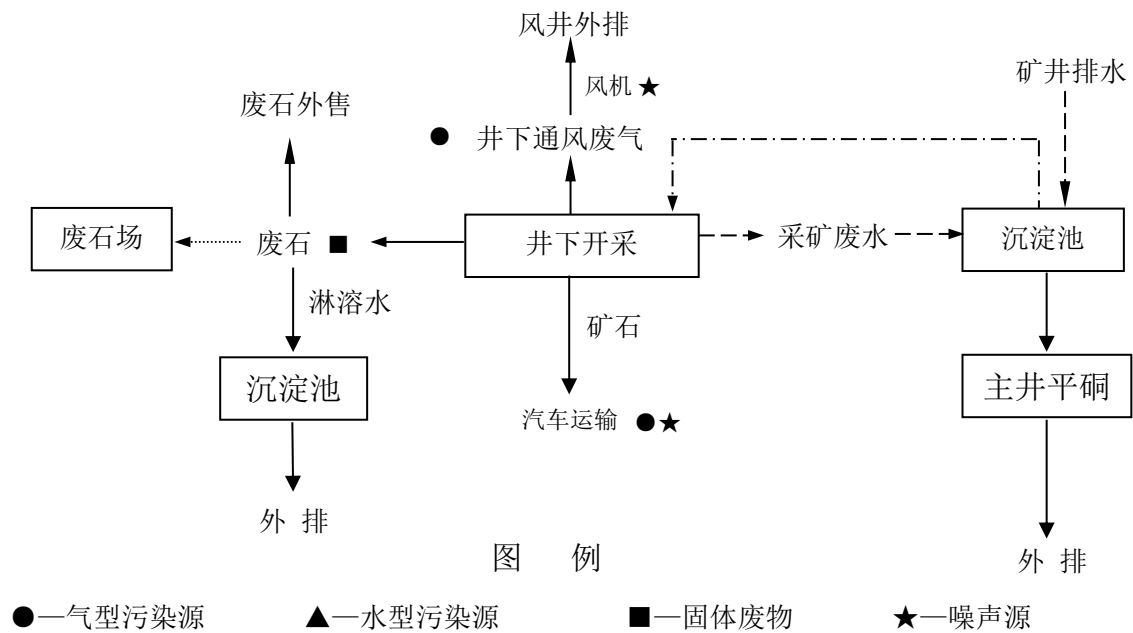 风井外排
风机★
矿井排水
废石外售
●井下通风废气
废石场
废石■
井下开采
采矿废水
沉淀池
淋溶水
矿石
沉淀池
主井平硐
汽车运输 ●★
外 排
图 例
外 排
●—气型污染源 ▲—水型污染源 ■—固体废物 ★—噪声源